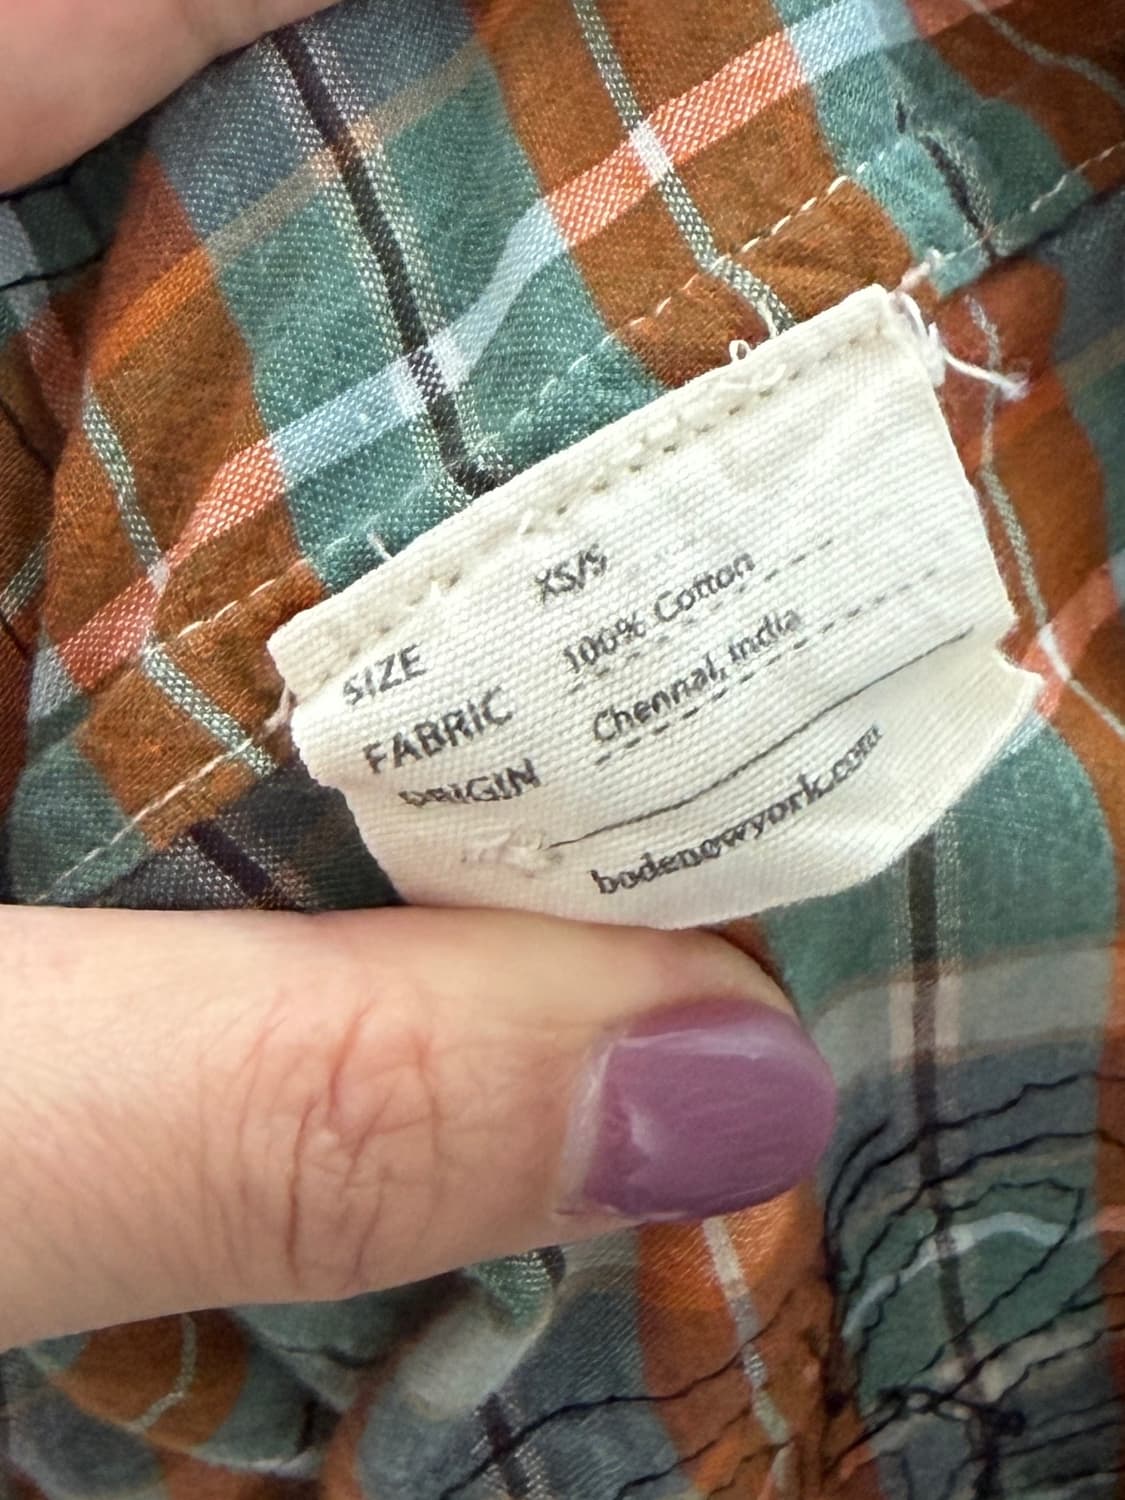 SIZE XS/S
FABRIC 100% Cotton
ORIGIN Chennai, India
bodenewyork.com